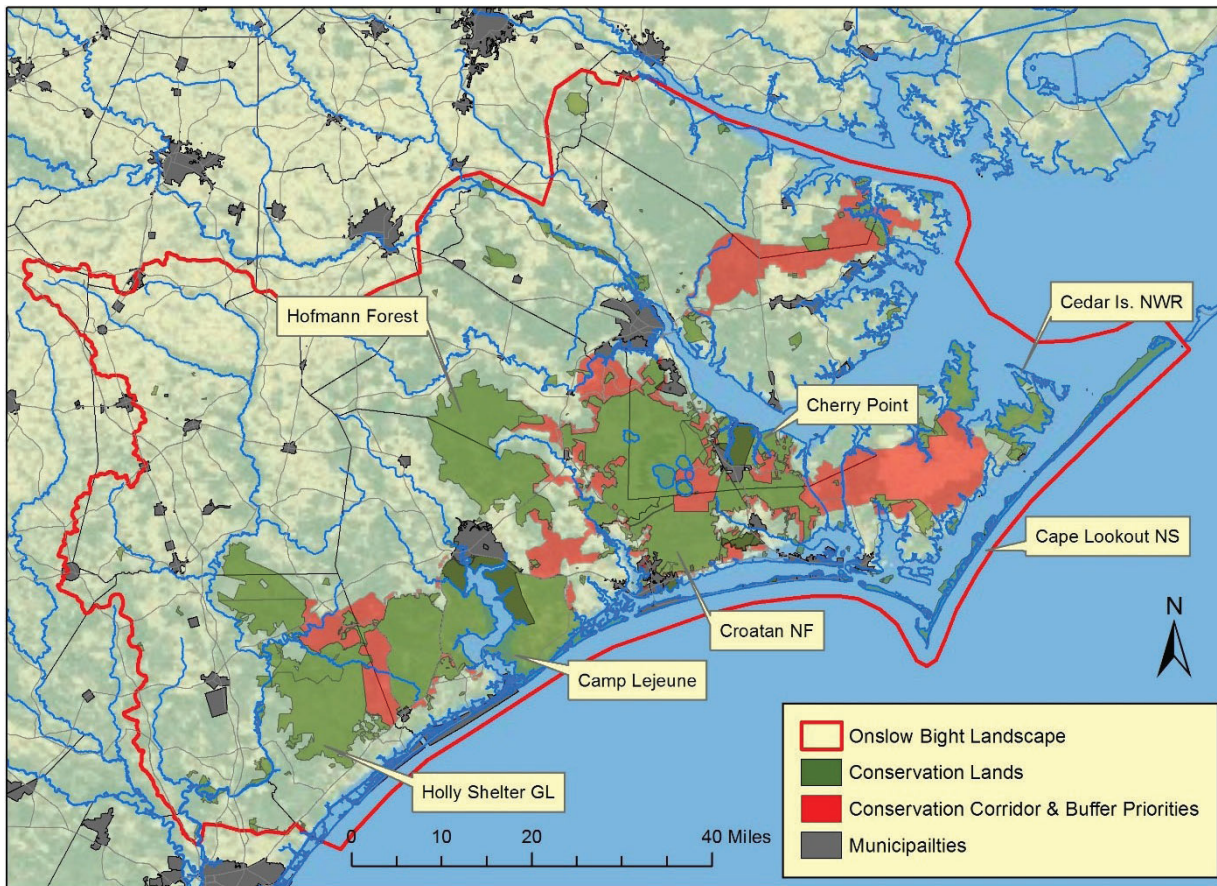 Hofmann Forest
Cedar Is. NWR
Cherry Point
Cape Lookout NS
Croatan NF
Camp Lejeune
Holly Shelter GL
N
0 10 20 40 Miles
Onslow Bight Landscape
Conservation Lands
Conservation Corridor & Buffer Priorities
Municipailties